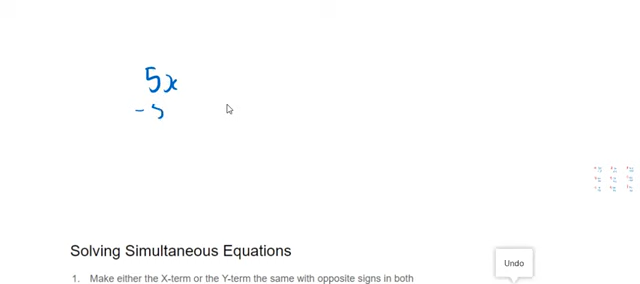 5x
-5
Solving Simultaneous Equations
Undo
1. Make either the X-term or the Y-term the same with opposite signs in both